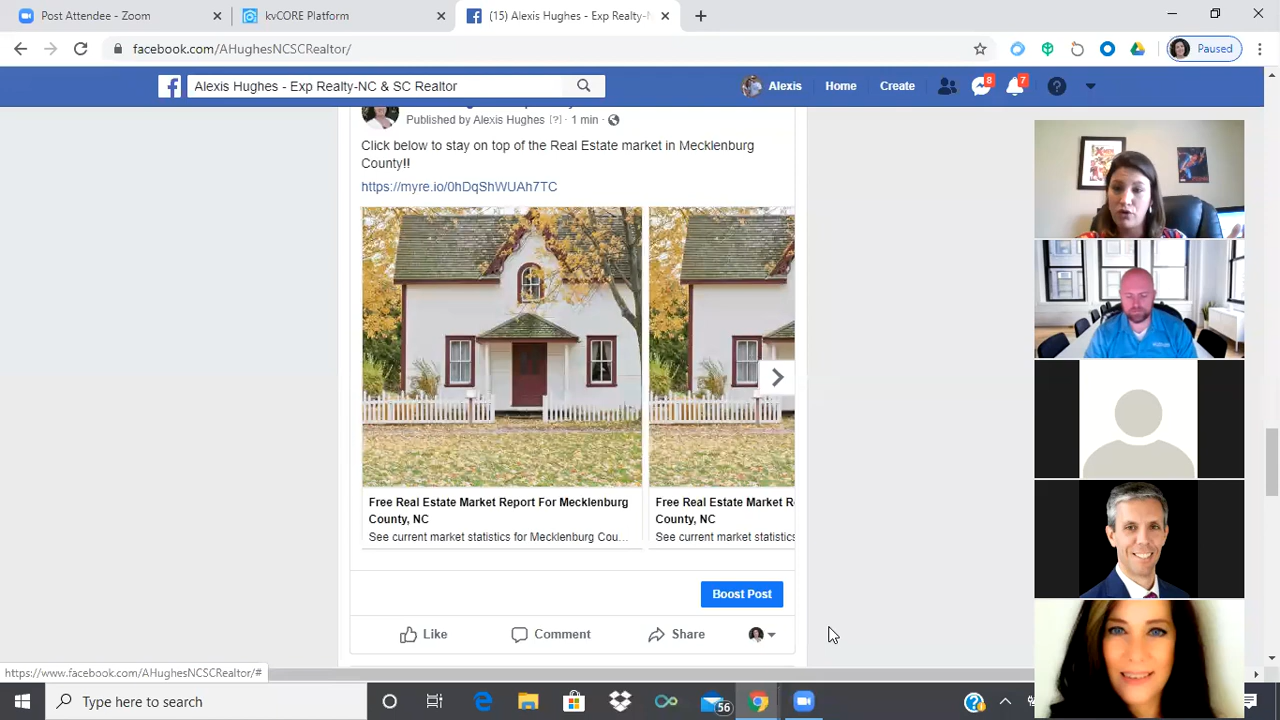 Post Attendee - Zoom
kvCORE Platform
(15) Alexis Hughes - Exp Realty-N
facebook.com/AHughesNCSCRealtor/
Paused
Alexis Hughes - Exp Realty-NC & SC Realtor
Alexis
Home
Create
8
7
Published by Alexis Hughes [?] · 1 min ·
Click below to stay on top of the Real Estate market in Mecklenburg
County!!
https://myre.io/0hDqShWUAh7TC
Free Real Estate Market Report For Mecklenburg
County, NC
See current market statistics for Mecklenburg Cou...
Free Real Estate Market R
County, NC
See current market statistics
Boost Post
Like
Comment
Share
https://www.facebook.com/AHughesNCSCRealtor/#
Type here to search
56